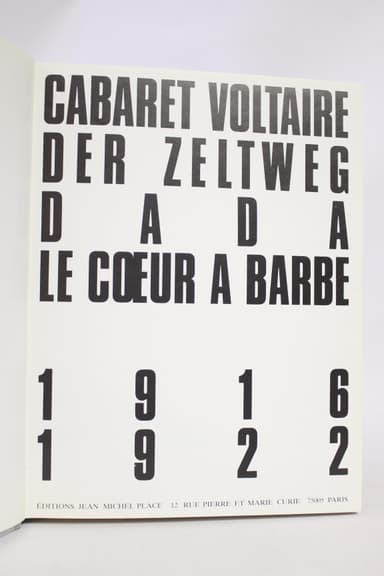 CABARET VOLTAIRE
DER ZELTWEG
D A D A
LE CŒUR A BARBE
1 9 1 6
1 9 2 2
ÉDITIONS JEAN MICHEL PLACE 12 RUE PIERRE ET MARIE CURIE 75005 PARIS